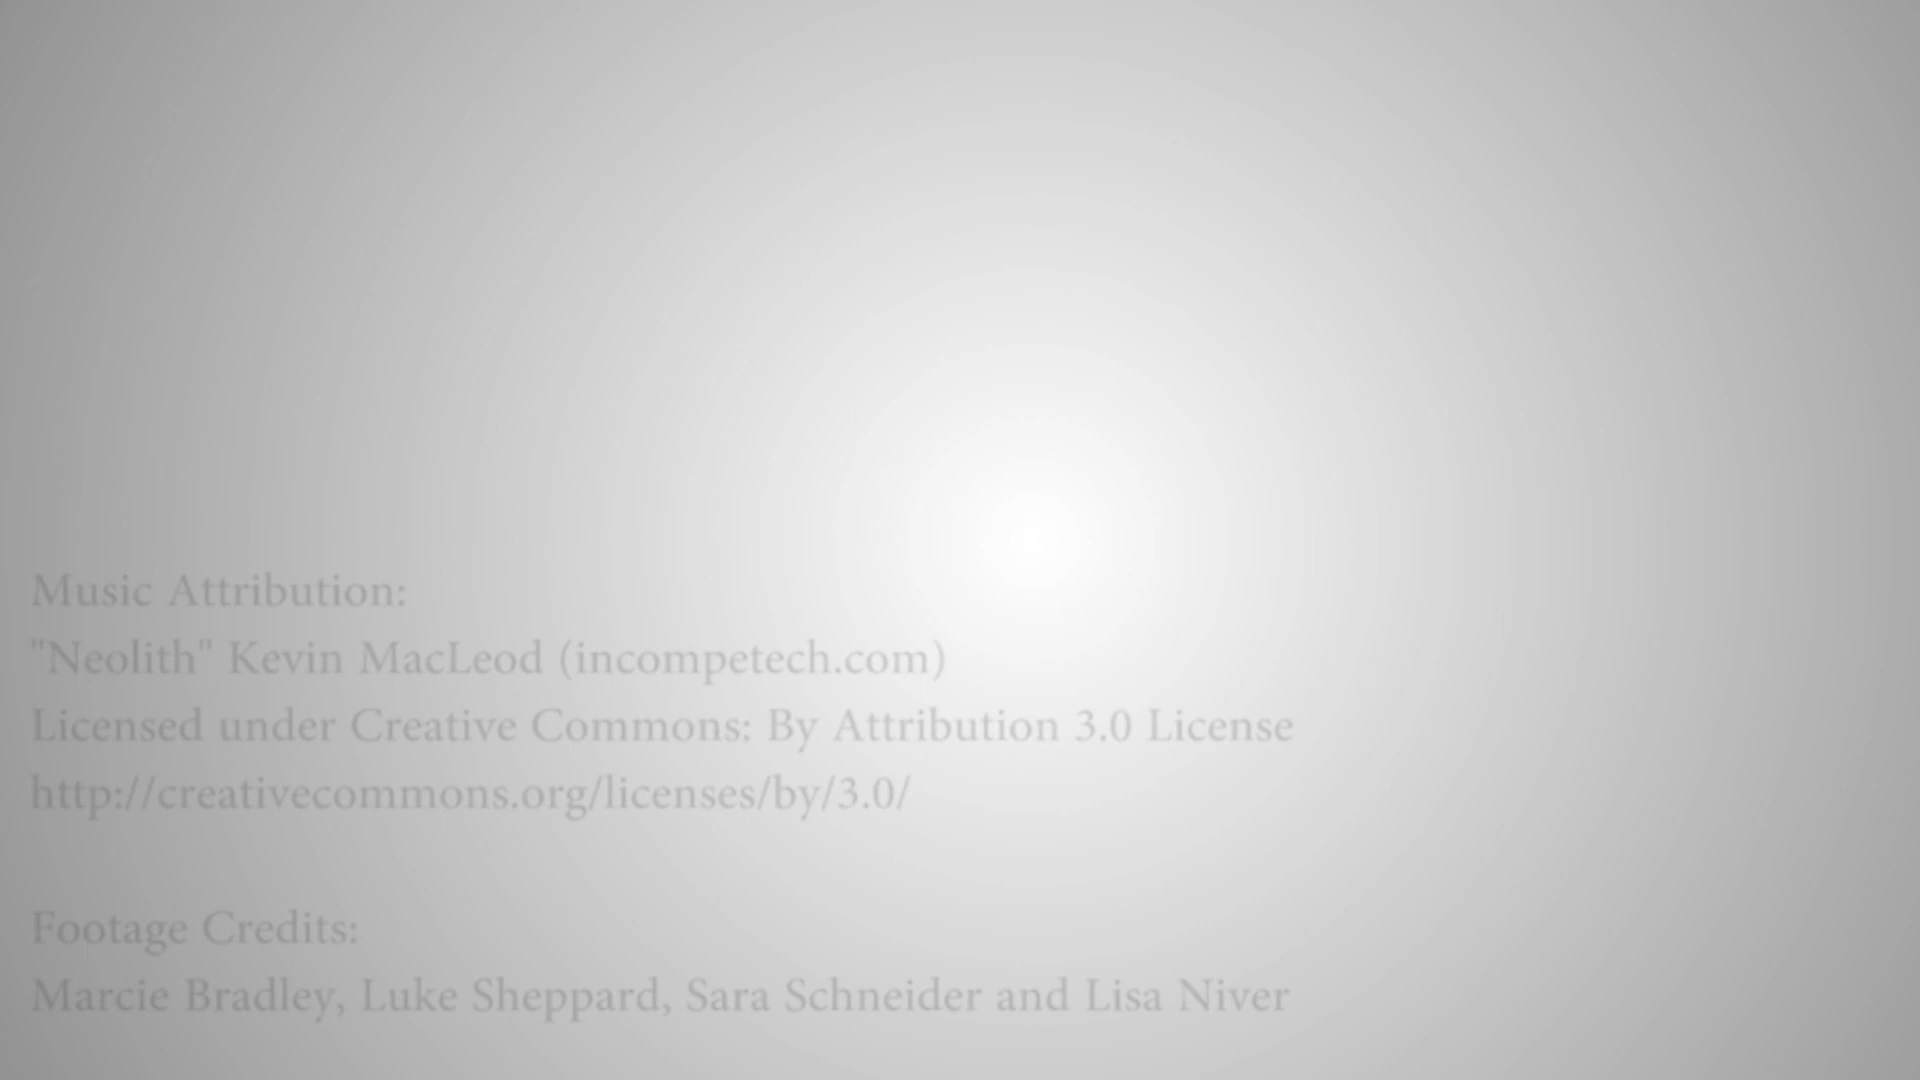 Music Attribution:
"Neolith" Kevin MacLeod (incompetech.com)
Licensed under Creative Commons: By Attribution 3.0 License
http://creativecommons.org/licenses/by/3.0/
Footage Credits:
Marcie Bradley, Luke Sheppard, Sara Schneider and Lisa Niver